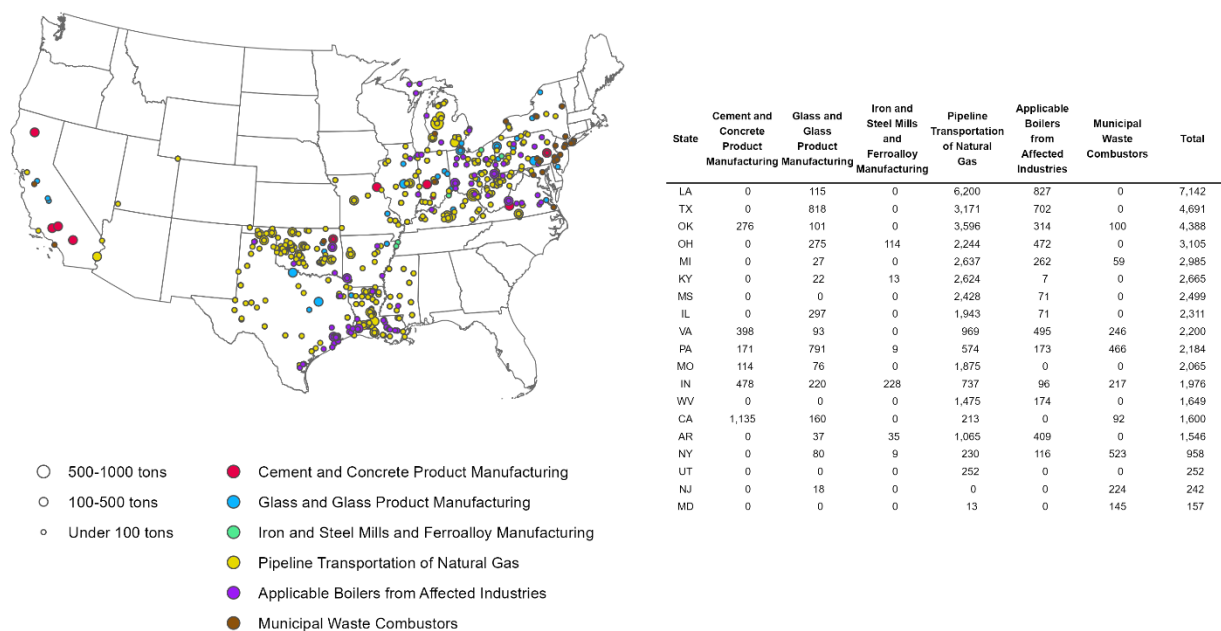 500-1000 tons
100-500 tons
Under 100 tons
Cement and Concrete Product Manufacturing
Glass and Glass Product Manufacturing
Iron and Steel Mills and Ferroalloy Manufacturing
Pipeline Transportation of Natural Gas
Applicable Boilers from Affected Industries
Municipal Waste Combustors
State Cement and Concrete Product Manufacturing Glass and Glass Product Manufacturing Iron and Steel Mills and Ferroalloy Manufacturing Pipeline Transportation of Natural Gas Applicable Boilers from Affected Industries Municipal Waste Combustors Total
LA 0 115 0 6,200 827 0 7,142
TX 0 818 0 3,171 702 0 4,691
OK 276 101 0 3,596 314 100 4,388
OH 0 275 114 2,244 472 0 3,105
MI 0 27 0 2,637 262 59 2,985
KY 0 22 13 2,624 7 0 2,665
MS 0 0 0 2,428 71 0 2,499
IL 0 297 0 1,943 71 0 2,311
VA 398 93 0 969 495 246 2,200
PA 171 791 9 574 173 466 2,184
MO 114 76 0 1,875 0 0 2,065
IN 478 220 228 737 96 217 1,976
WV 0 0 0 1,475 174 0 1,649
CA 1,135 160 0 213 0 92 1,600
AR 0 37 35 1,065 409 0 1,546
NY 0 80 9 230 116 523 958
UT 0 0 0 252 0 0 252
NJ 0 18 0 0 0 224 242
MD 0 0 0 13 0 145 157